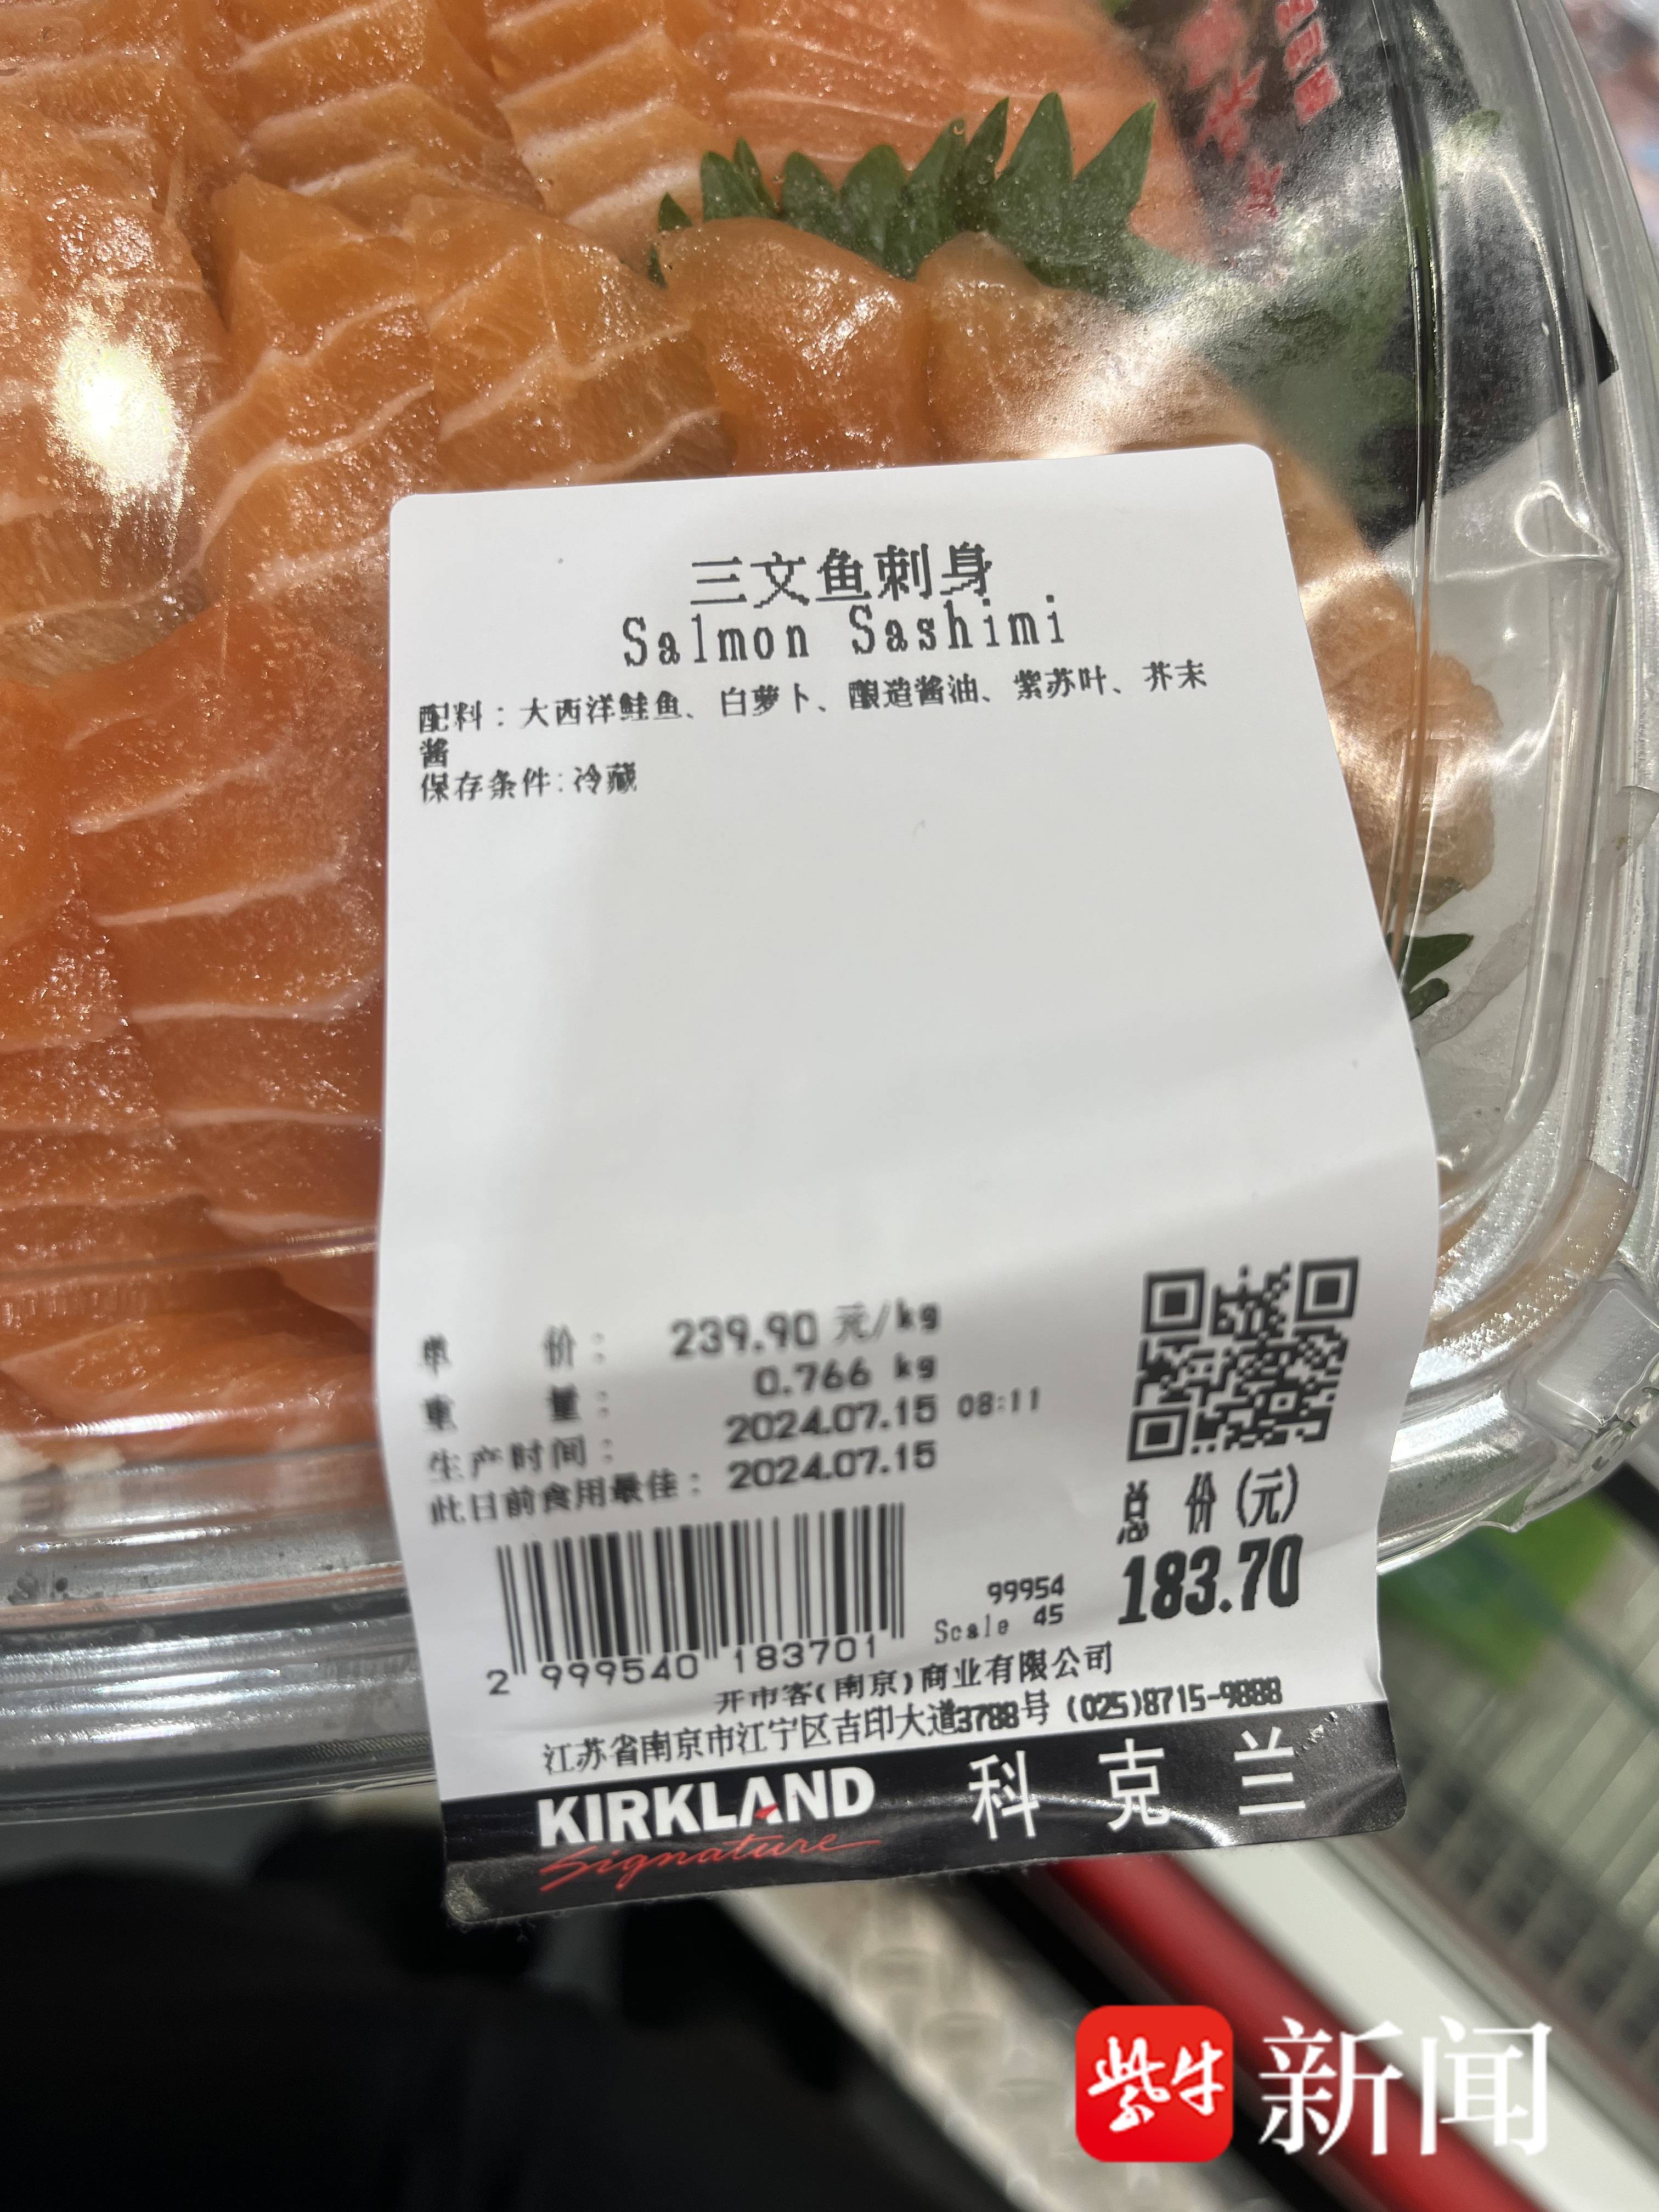 三文鱼刺身
Salmon Sashimi
配料：大西洋鲑鱼、白萝卜、酿造酱油、紫苏叶、芥末
酱
保存条件:冷藏
单 价： 239.90 元/kg
重 量： 0.766 kg
生产时间： 2024.07.15 08:11
此日前食用最佳： 2024.07.15
总 价(元)
183.70
99954
Scale 45
2 999540 183701
开市客(南京)商业有限公司
江苏省南京市江宁区吉印大道3788号 (025)8715-9888
KIRKLAND 科克兰
Signature
紫牛新闻